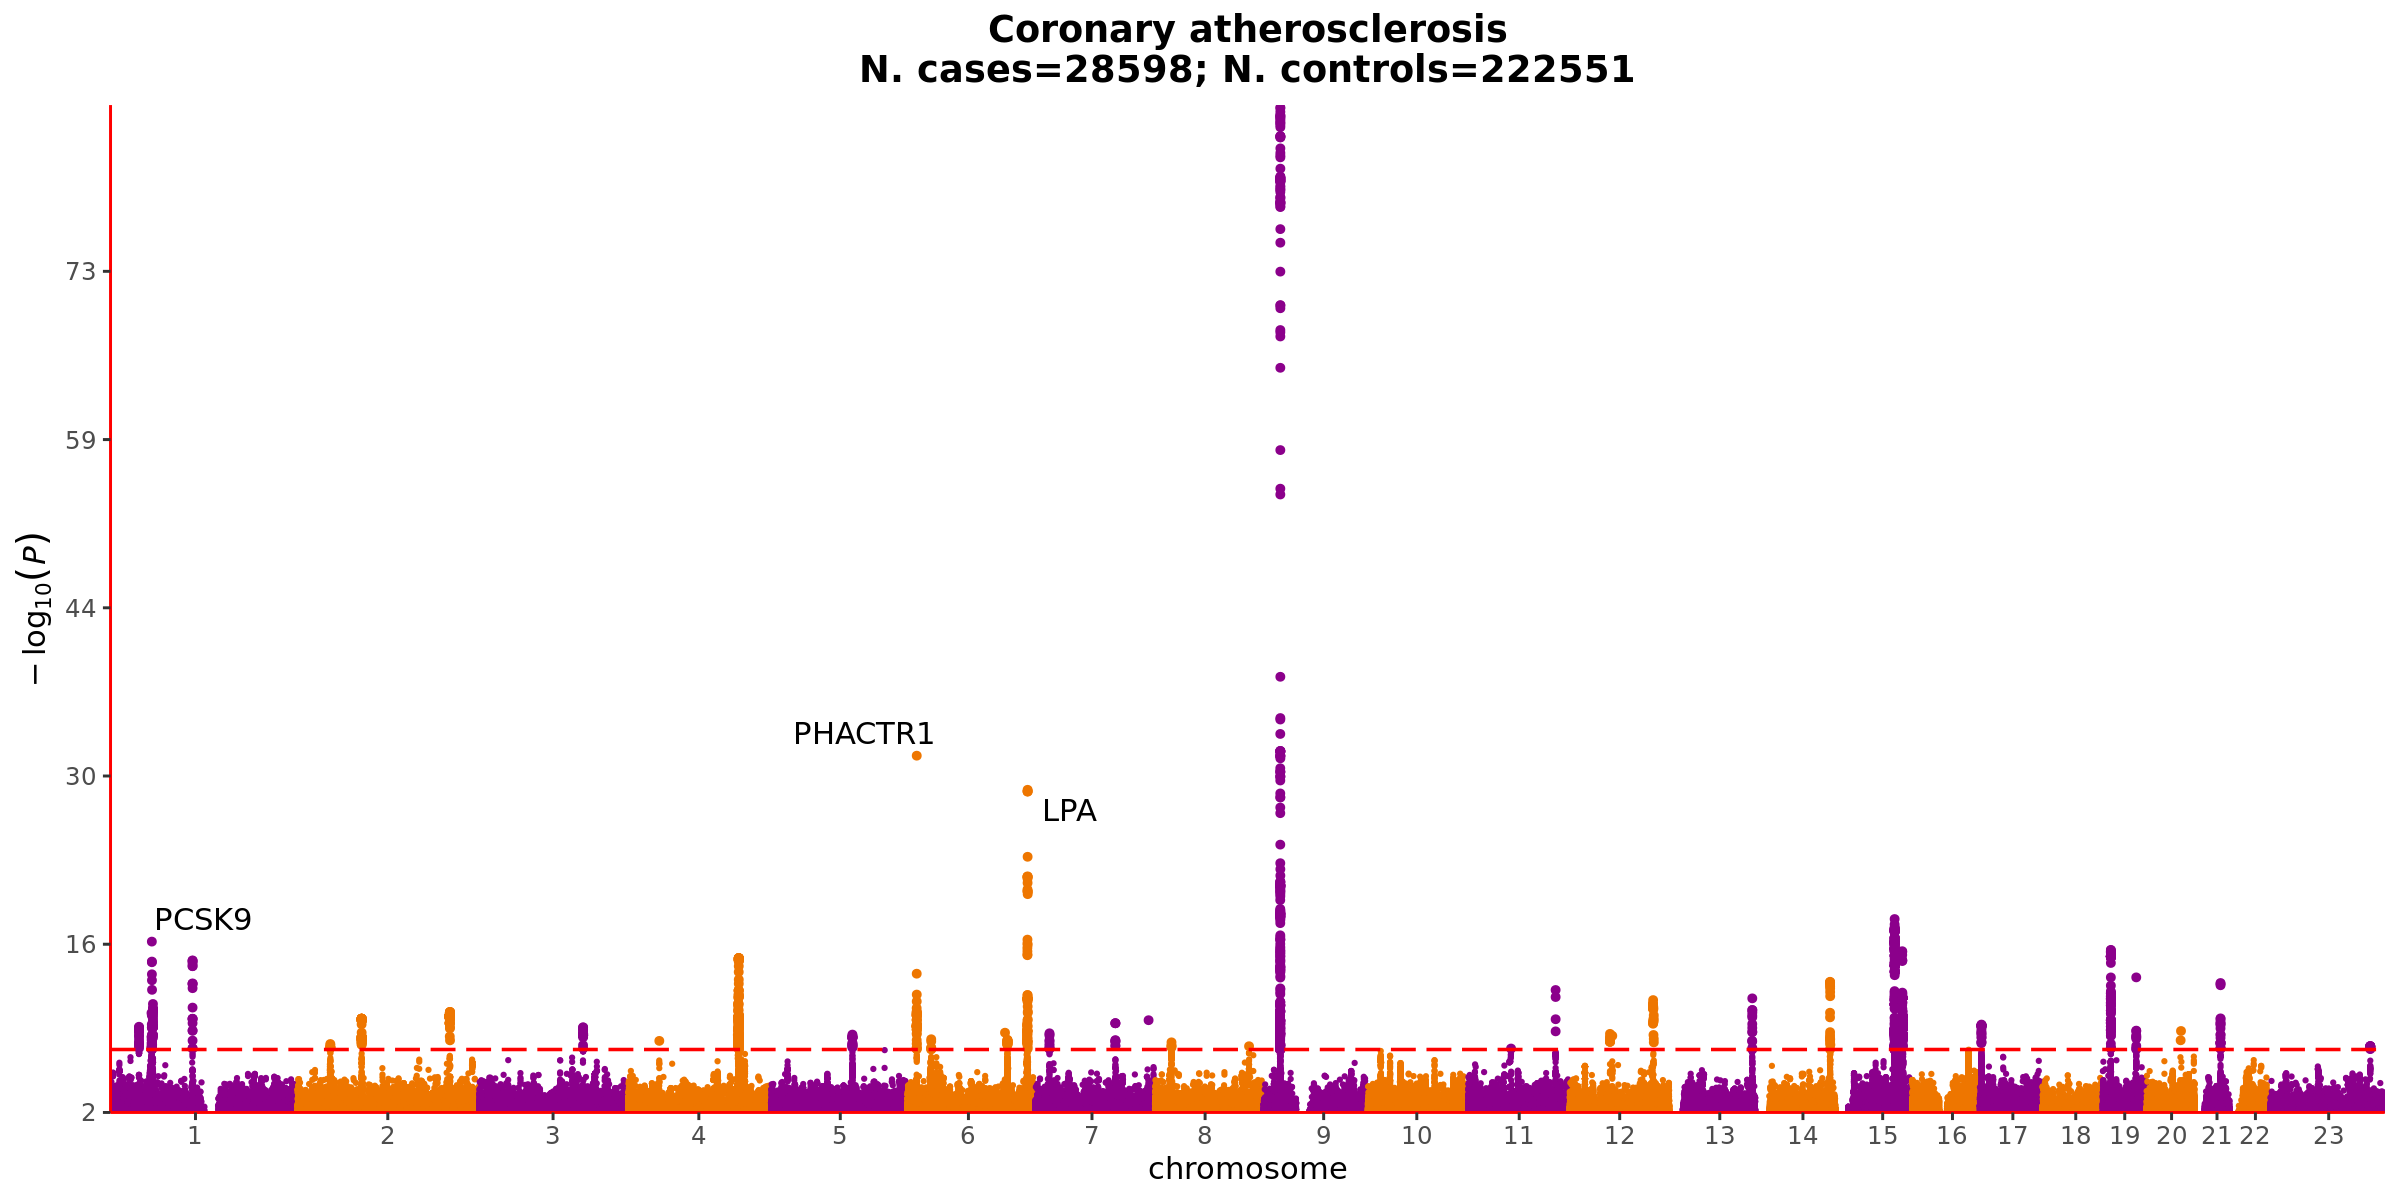 Coronary atherosclerosis
N. cases=28598; N. controls=222551
73
59
44
30
16
2
−log₁₀(P)
PHACTR1
LPA
PCSK9
1 2 3 4 5 6 7 8 9 10 11 12 13 14 15 16 17 18 19 20 21 22 23
chromosome